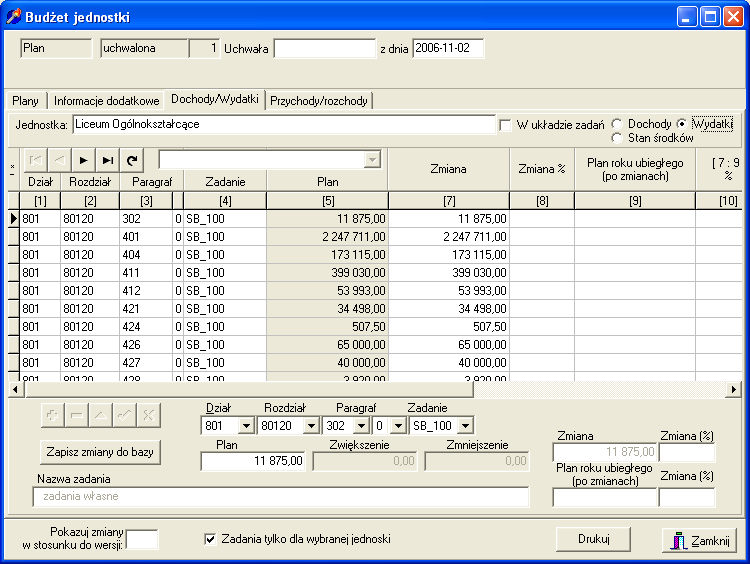 Budżet jednostki
Plan uchwalona 1 Uchwała z dnia 2006-11-02
Plany Informacje dodatkowe Dochody/Wydatki Przychody/rozchody
Jednostka: Liceum Ogólnokształcące W układzie zadań Dochody Wydatki
Stan środków
Dział Rozdział Paragraf Zadanie Plan Zmiana Zmiana % Plan roku ubiegłego (po zmianach) [ 7 : 9 %
[1] [2] [3] [4] [5] [7] [8] [9] [10]
801 80120 302 0 SB_100 11 875,00 11 875,00
801 80120 401 0 SB_100 2 247 711,00 2 247 711,00
801 80120 404 0 SB_100 173 115,00 173 115,00
801 80120 411 0 SB_100 399 030,00 399 030,00
801 80120 412 0 SB_100 53 993,00 53 993,00
801 80120 421 0 SB_100 34 498,00 34 498,00
801 80120 424 0 SB_100 507,50 507,50
801 80120 426 0 SB_100 65 000,00 65 000,00
801 80120 427 0 SB_100 40 000,00 40 000,00
801 80120 428 0 SB_100 3 920,00 3 920,00
Dział Rozdział Paragraf Zadanie
801 80120 302 0 SB_100
Zapisz zmiany do bazy
Plan Zwiększenie Zmniejszenie
11 875,00 0,00 0,00
Zmiana Zmiana (%)
11 875,00
Plan roku ubiegłego
(po zmianach) Zmiana (%)
Nazwa zadania
zadania własne
Pokazuj zmiany
w stosunku do wersji:
Zadania tylko dla wybranej jednoski
Drukuj
Zamknij